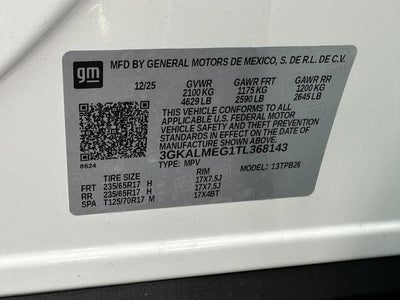 gm
MFD BY GENERAL MOTORS DE MEXICO, S. DE R.L. DE C.V.
12/25 GVWR GAWR FRT GAWR RR
2100 KG 1175 KG 1200 KG
4629 LB 2590 LB 2645 LB
THIS VEHICLE CONFORMS TO ALL
APPLICABLE U.S. FEDERAL MOTOR
VEHICLE SAFETY AND THEFT PREVENTION
STANDARDS IN EFFECT ON THE DATE OF
MANUFACTURE SHOWN ABOVE.
3GKALMEG1TL368143
8624
TYPE: MPV MODEL: 13TPB26
TIRE SIZE RIM
FRT 235/65R17 H 17X7.5J
RR 235/65R17 H 17X7.5J
SPA T125/70R17 M 17X4BT